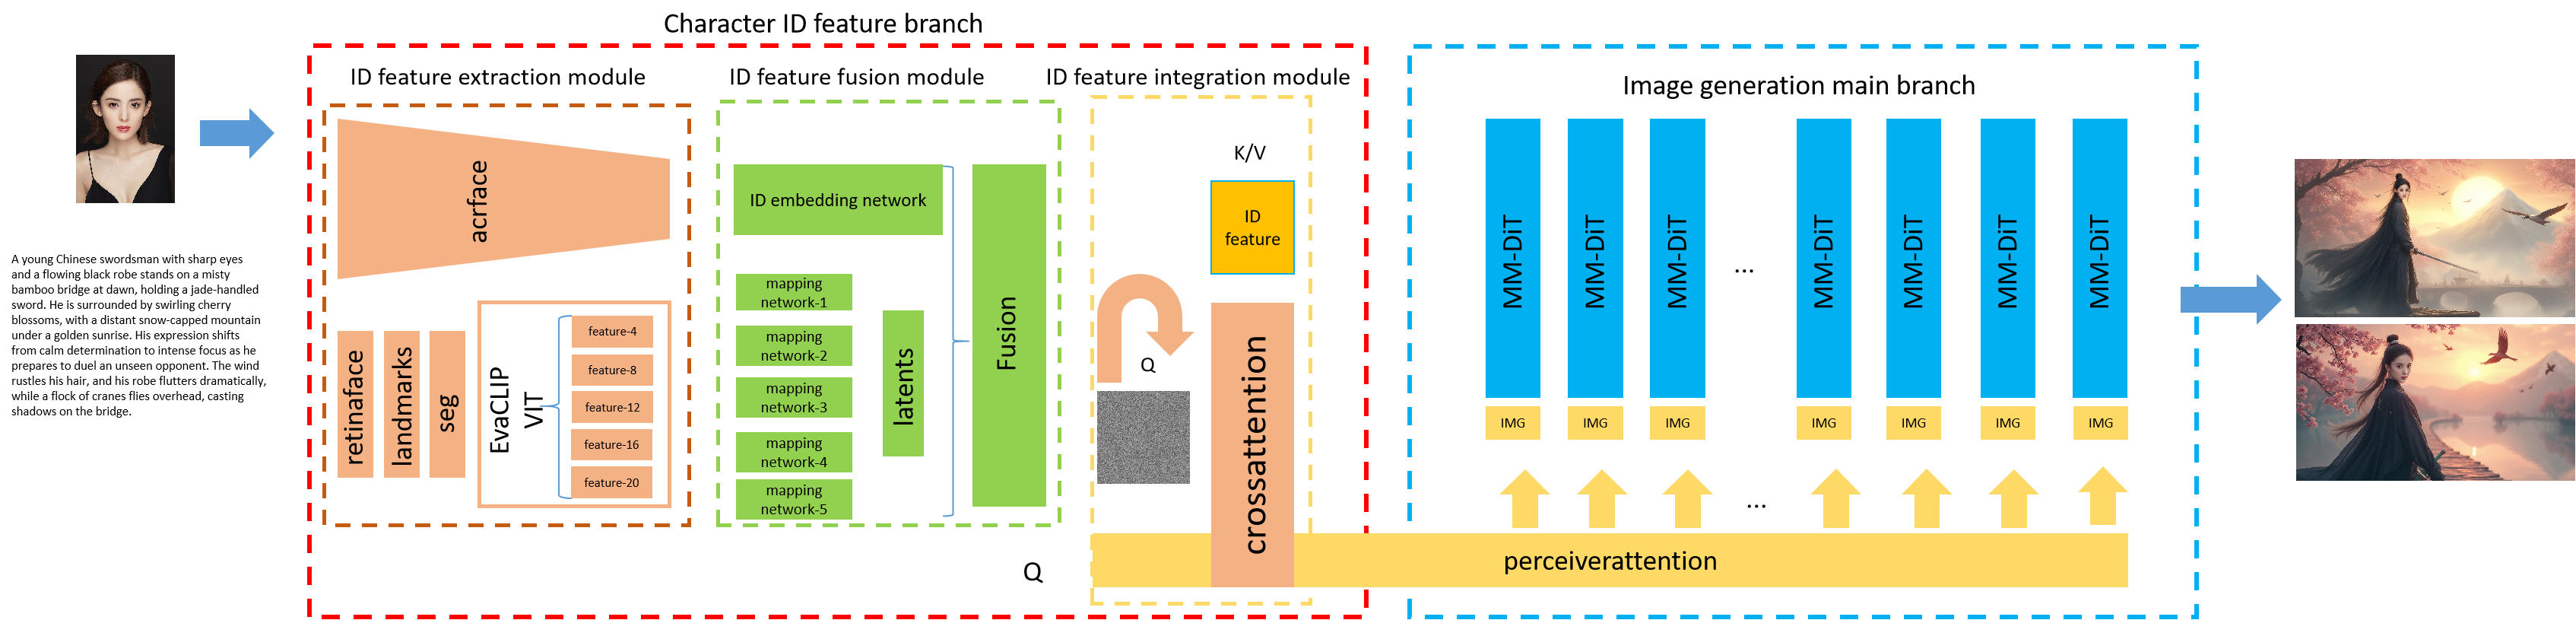 Character ID feature branch
A young Chinese swordsman with sharp eyes
and a flowing black robe stands on a misty
bamboo bridge at dawn, holding a jade-handled
sword. He is surrounded by swirling cherry
blossoms, with a distant snow-capped mountain
under a golden sunrise. His expression shifts
from calm determination to intense focus as he
prepares to duel an unseen opponent. The wind
rustles his hair, and his robe flutters dramatically,
while a flock of cranes flies overhead, casting
shadows on the bridge.
ID feature extraction module
acrface
retinaface
landmarks
seg
EvaCLIP
VIT
feature-4
feature-8
feature-12
feature-16
feature-20
ID feature fusion module
ID embedding network
mapping
network-1
mapping
network-2
mapping
network-3
mapping
network-4
mapping
network-5
latents
Fusion
ID feature integration module
K/V
ID
feature
Q
crossattention
Q
perceiverattention
Image generation main branch
MM-DiT
MM-DiT
MM-DiT
...
MM-DiT
MM-DiT
MM-DiT
MM-DiT
IMG
IMG
IMG
IMG
IMG
IMG
IMG
...